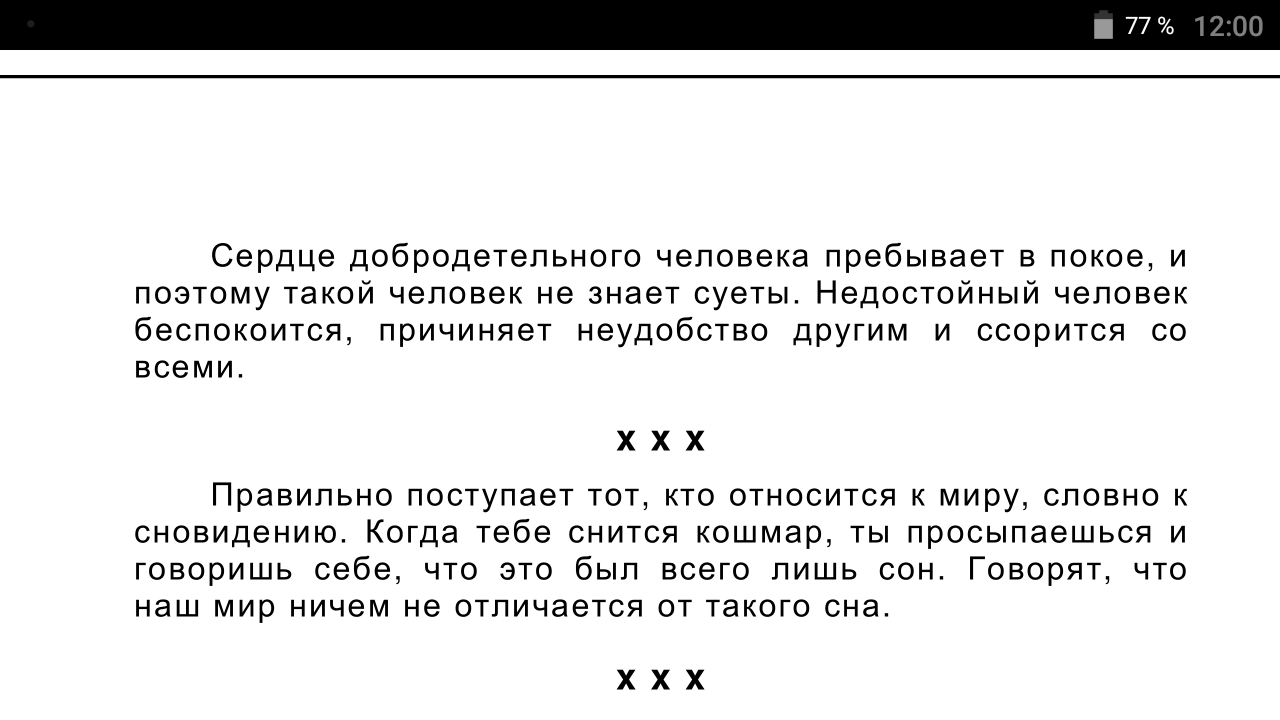 77 % 12:00
Сердце добродетельного человека пребывает в покое, и
поэтому такой человек не знает суеты. Недостойный человек
беспокоится, причиняет неудобство другим и ссорится со
всеми.
x x x
Правильно поступает тот, кто относится к миру, словно к
сновидению. Когда тебе снится кошмар, ты просыпаешься и
говоришь себе, что это был всего лишь сон. Говорят, что
наш мир ничем не отличается от такого сна.
x x x